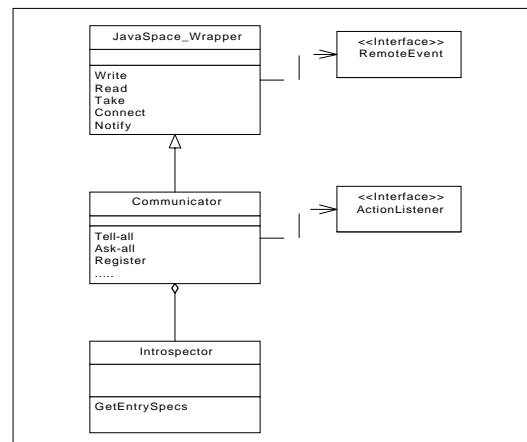 JavaSpace_Wrapper
Write
Read
Take
Connect
Notify
<<Interface>>
RemoteEvent
Communicator
Tell-all
Ask-all
Register
.....
<<Interface>>
ActionListener
Introspector
GetEntrySpecs